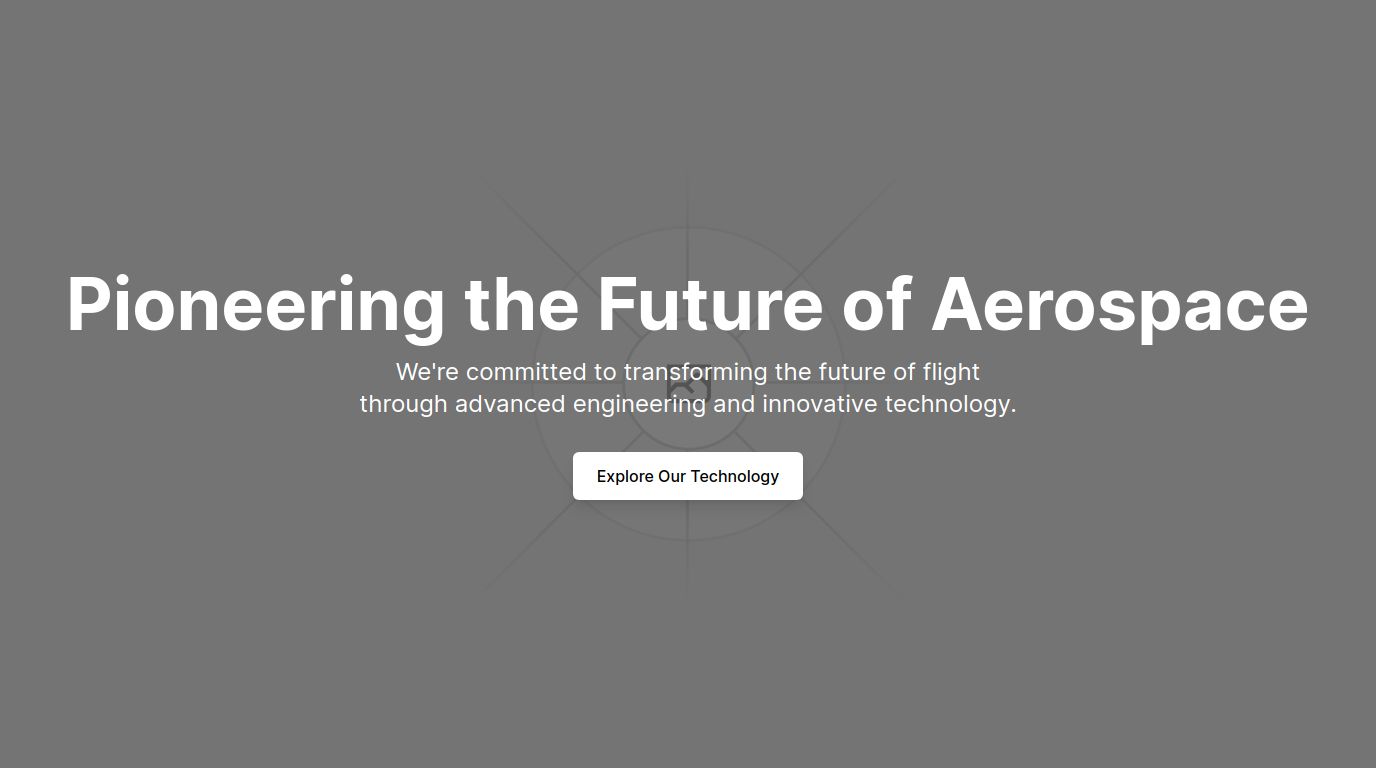 Pioneering the Future of Aerospace
We're committed to transforming the future of flight
through advanced engineering and innovative technology.
Explore Our Technology